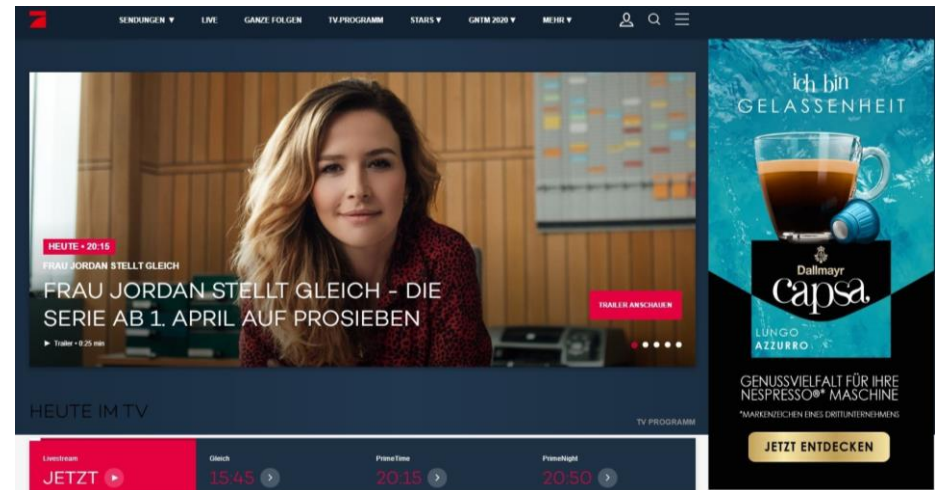 SENDUNGEN ▼ LIVE GANZE FOLGEN TV-PROGRAMM STARS ▼ GNTM 2020 ▼ MEHR ▼
HEUTE • 20:15
FRAU JORDAN STELLT GLEICH
FRAU JORDAN STELLT GLEICH - DIE
SERIE AB 1. APRIL AUF PROSIEBEN
► Trailer • 0:25 min
TRAILER ANSCHAUEN
HEUTE IM TV
TV PROGRAMM
Livestream
JETZT
Gleich
15:45
PrimeTime
20:15
PrimeNight
20:50
ich bin
GELASSENHEIT
Dallmayr
capsa
LUNGO
AZZURRO
GENUSSVIELFALT FÜR IHRE
NESPRESSO®* MASCHINE
*MARKENZEICHEN EINES DRITTUNTERNEHMENS
JETZT ENTDECKEN